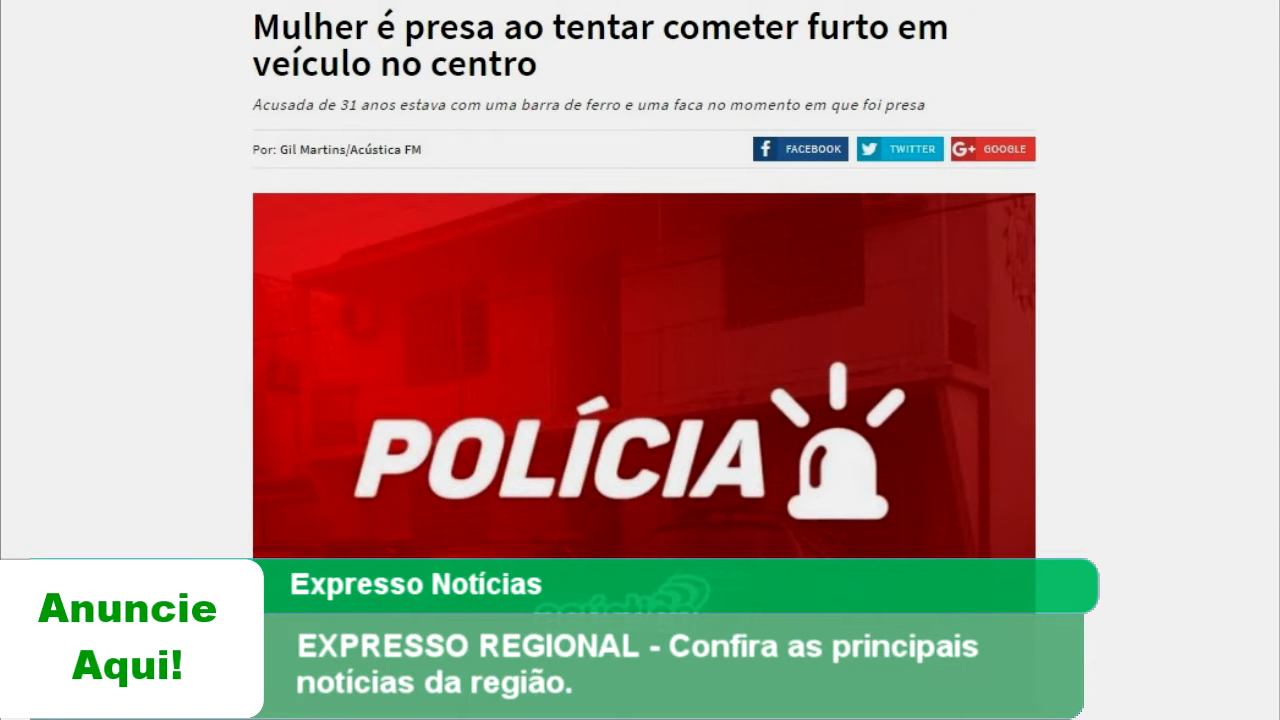 Mulher é presa ao tentar cometer furto em
veículo no centro
Acusada de 31 anos estava com uma barra de ferro e uma faca no momento em que foi presa
Por: Gil Martins/Acústica FM
FACEBOOK
TWITTER
G+ GOOGLE
POLÍCIA
Expresso Notícias
Anuncie
Aqui!
EXPRESSO REGIONAL - Confira as principais
notícias da região.